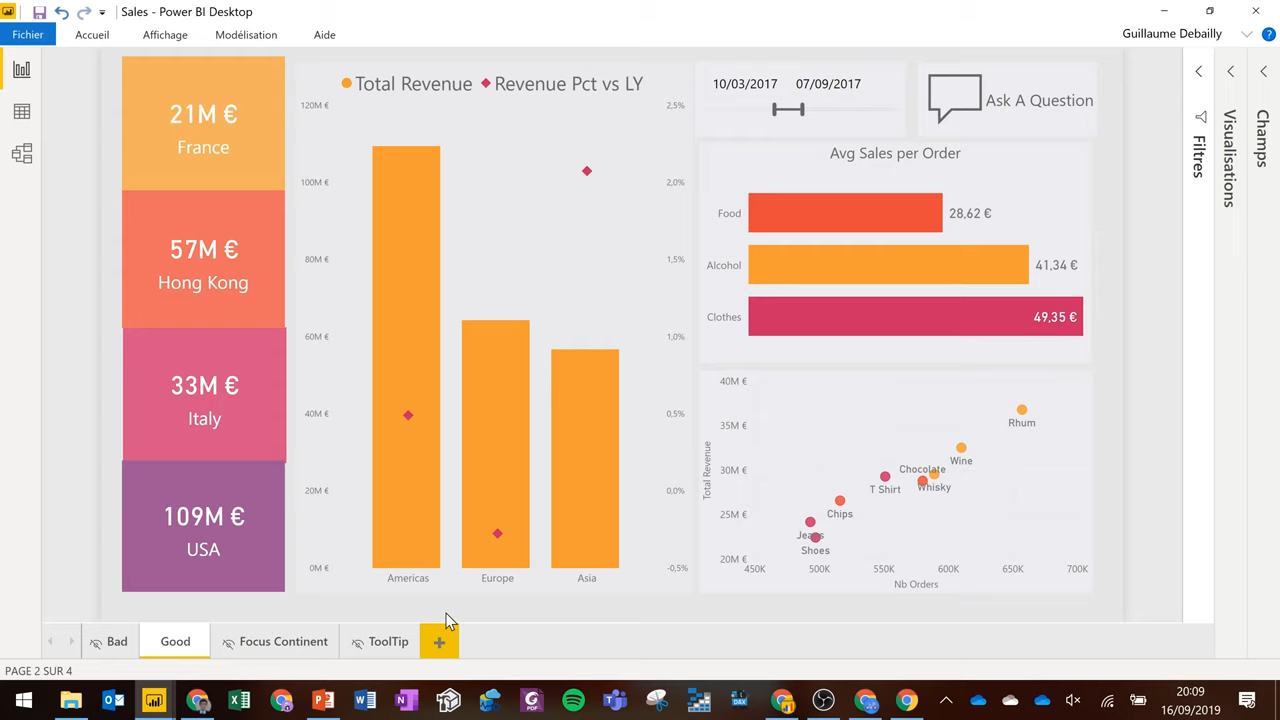 Sales - Power BI Desktop
Fichier
Accueil
Affichage
Modélisation
Aide
Guillaume Debailly
?
21M €
France
57M €
Hong Kong
33M €
Italy
109M €
USA
Total Revenue
Revenue Pct vs LY
120M €
100M €
80M €
60M €
40M €
20M €
0M €
2,5%
2,0%
1,5%
1,0%
0,5%
0,0%
-0,5%
Americas
Europe
Asia
10/03/2017
07/09/2017
Ask A Question
Avg Sales per Order
Food
28,62 €
Alcohol
41,34 €
Clothes
49,35 €
Total Revenue
40M €
35M €
30M €
25M €
20M €
Rhum
Wine
Chocolate
Whisky
T Shirt
Chips
Jeans
Shoes
450K
500K
550K
600K
650K
700K
Nb Orders
Filtres
Visualisations
Champs
Bad
Good
Focus Continent
ToolTip
PAGE 2 SUR 4
20:09
16/09/2019